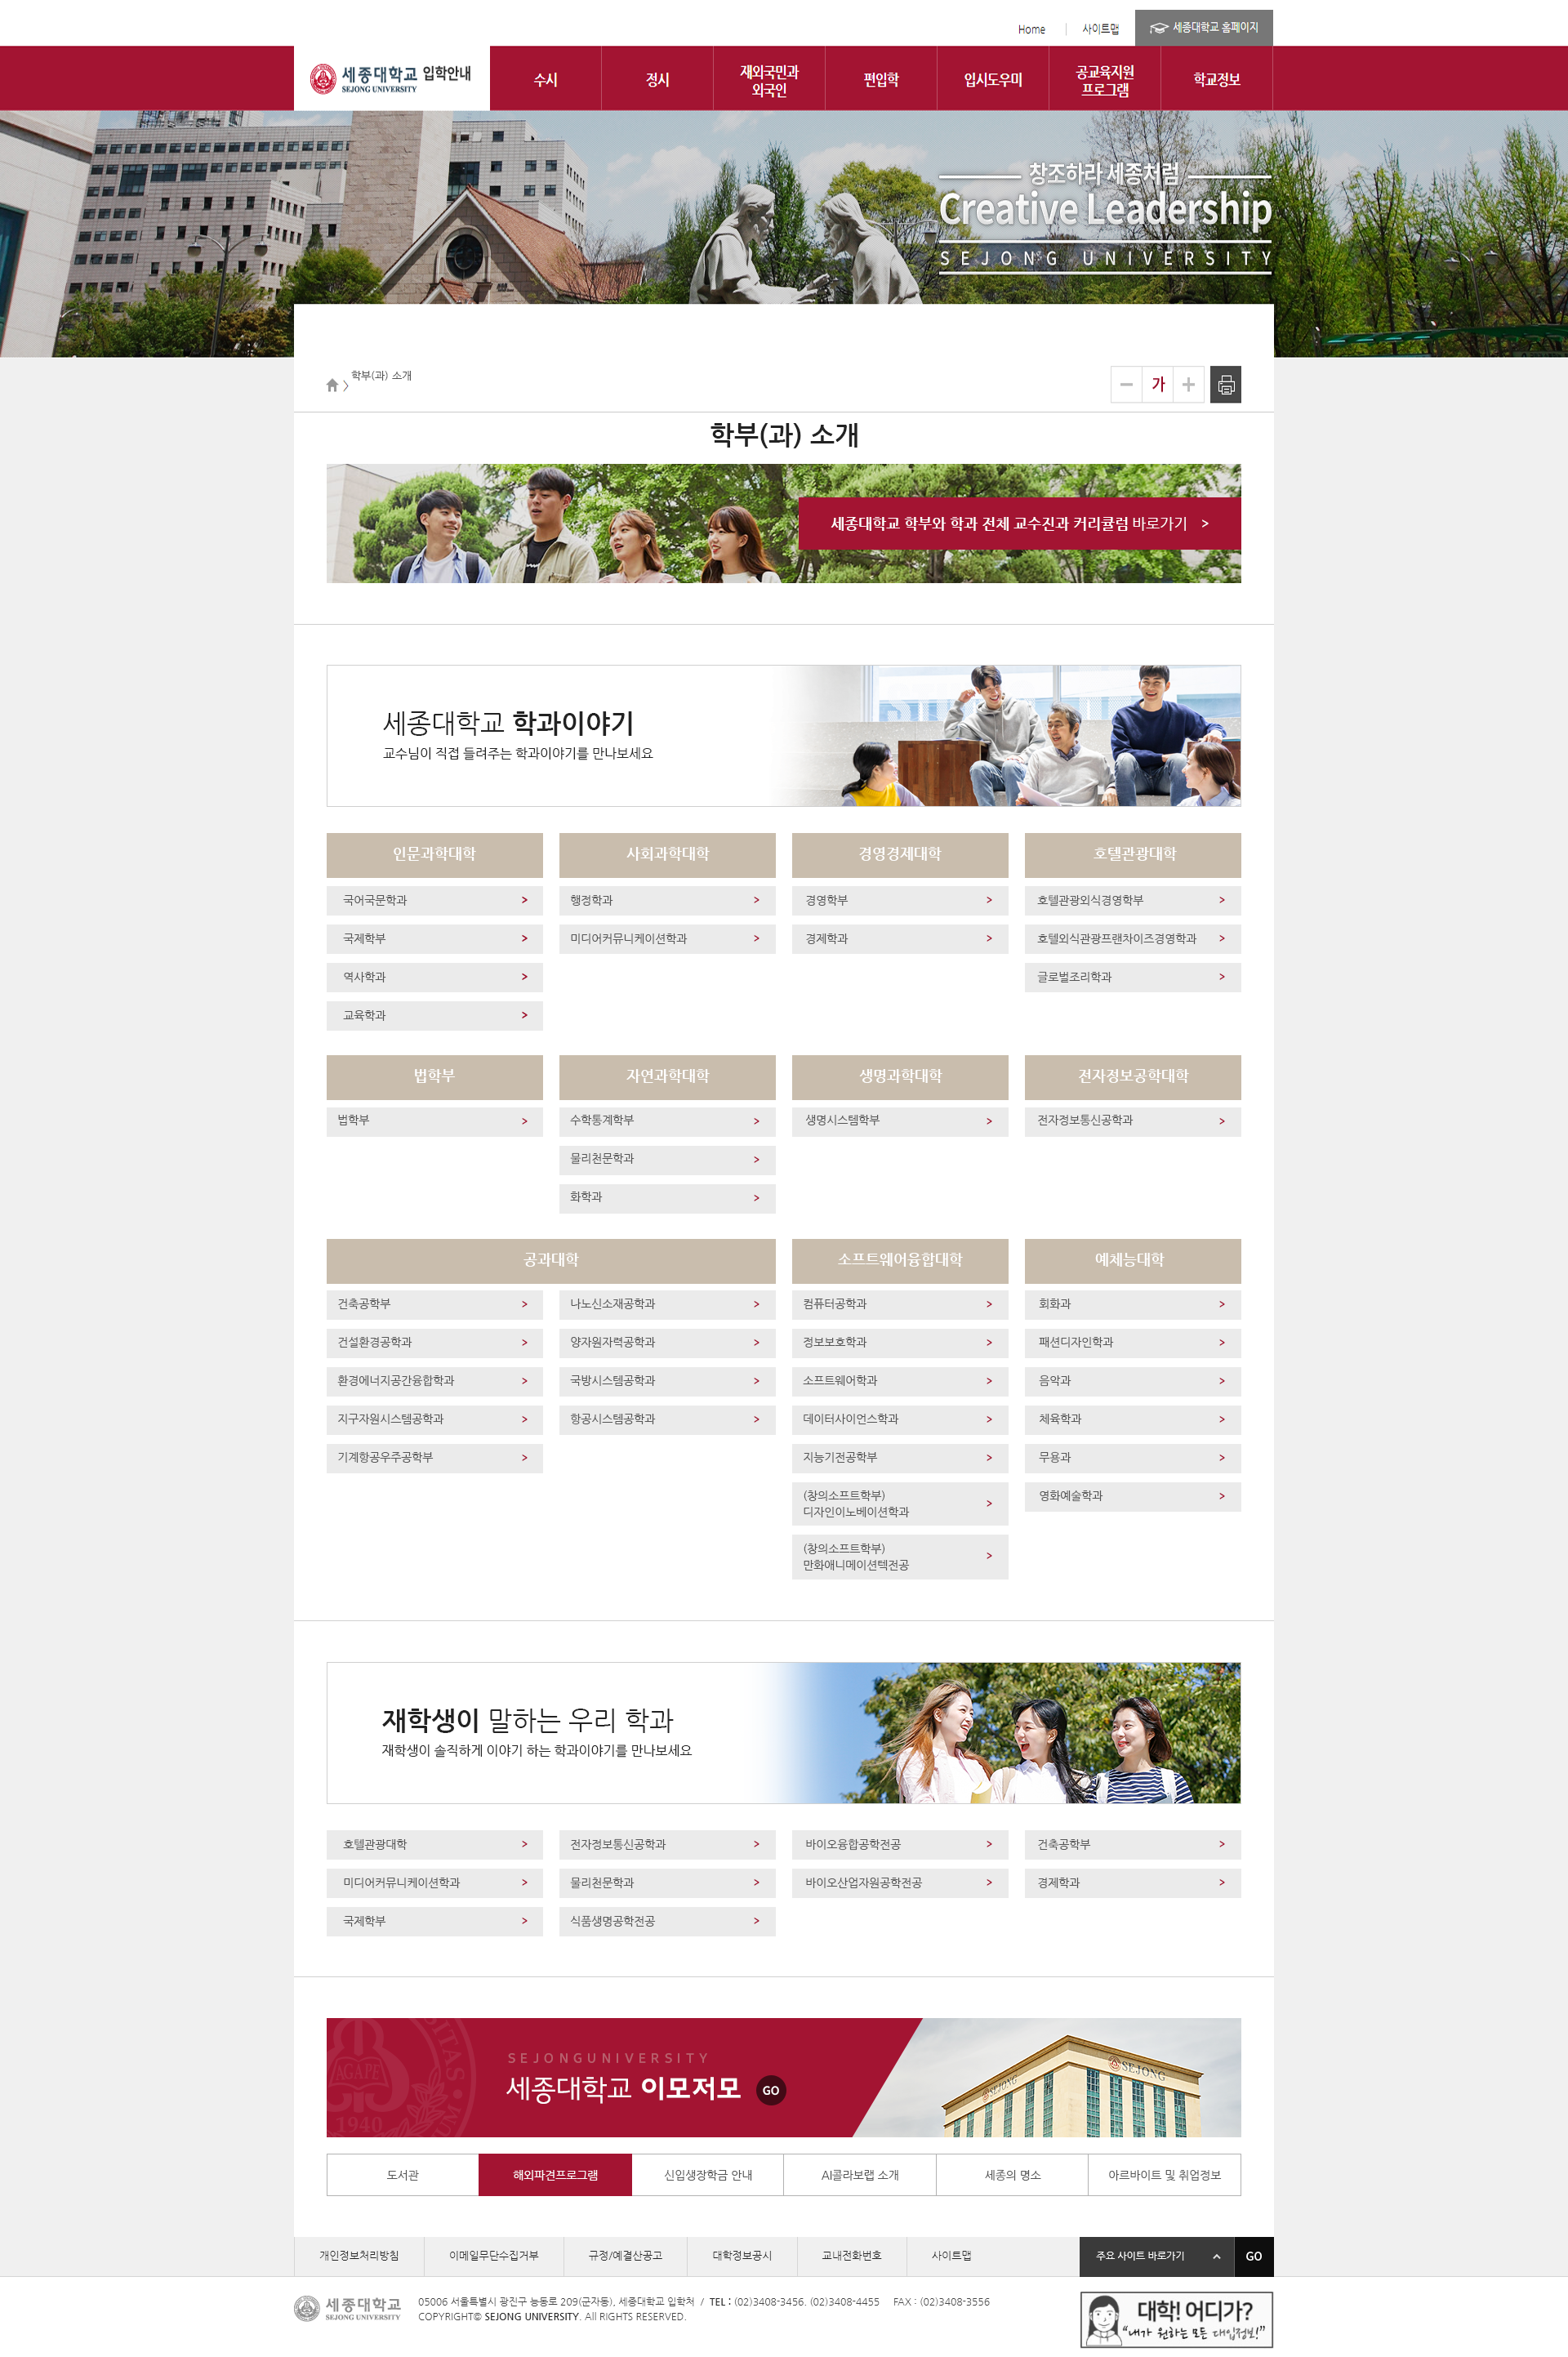 Home
사이트맵
세종대학교 홈페이지
세종대학교 입학안내
SEJONG UNIVERSITY
수시
정시
재외국민과
외국인
편입학
입시도우미
공교육지원
프로그램
학교정보
창조하라 세종처럼
Creative Leadership
SEJONG UNIVERSITY
학부(과) 소개
가
학부(과) 소개
세종대학교 학부와 학과 전체 교수진과 커리큘럼 바로가기 >
세종대학교 학과이야기
교수님이 직접 들려주는 학과이야기를 만나보세요
인문과학대학
국어국문학과
국제학부
역사학과
교육학과
사회과학대학
행정학과
미디어커뮤니케이션학과
경영경제대학
경영학부
경제학과
호텔관광대학
호텔관광외식경영학부
호텔외식관광프랜차이즈경영학과
글로벌조리학과
법학부
법학부
자연과학대학
수학통계학부
물리천문학과
화학과
생명과학대학
생명시스템학부
전자정보공학대학
전자정보통신공학과
공과대학
건축공학부
건설환경공학과
환경에너지공간융합학과
지구자원시스템공학과
기계항공우주공학부
나노신소재공학과
양자원자력공학과
국방시스템공학과
항공시스템공학과
소프트웨어융합대학
컴퓨터공학과
정보보호학과
소프트웨어학과
데이터사이언스학과
지능기전공학부
(창의소프트학부)
디자인이노베이션학과
(창의소프트학부)
만화애니메이션텍전공
예체능대학
회화과
패션디자인학과
음악과
체육학과
무용과
영화예술학과
재학생이 말하는 우리 학과
재학생이 솔직하게 이야기 하는 학과이야기를 만나보세요
호텔관광대학
미디어커뮤니케이션학과
국제학부
전자정보통신공학과
물리천문학과
식품생명공학전공
바이오융합공학전공
바이오산업자원공학전공
건축공학부
경제학과
AGAPE
1940
SEJONGUNIVERSITY
세종대학교 이모저모 GO
SEJONG
SEJONG
도서관
해외파견프로그램
신입생장학금 안내
AI콜라보랩 소개
세종의 명소
아르바이트 및 취업정보
개인정보처리방침
이메일무단수집거부
규정/예결산공고
대학정보공시
교내전화번호
사이트맵
주요 사이트 바로가기
GO
세종대학교
SEJONG UNIVERSITY
05006 서울특별시 광진구 능동로 209(군자동), 세종대학교 입학처 / TEL : (02)3408-3456. (02)3408-4455 FAX : (02)3408-3556
COPYRIGHT© SEJONG UNIVERSITY. All RIGHTS RESERVED.
대학! 어디가?
"내가 원하는 모든 대입정보!"